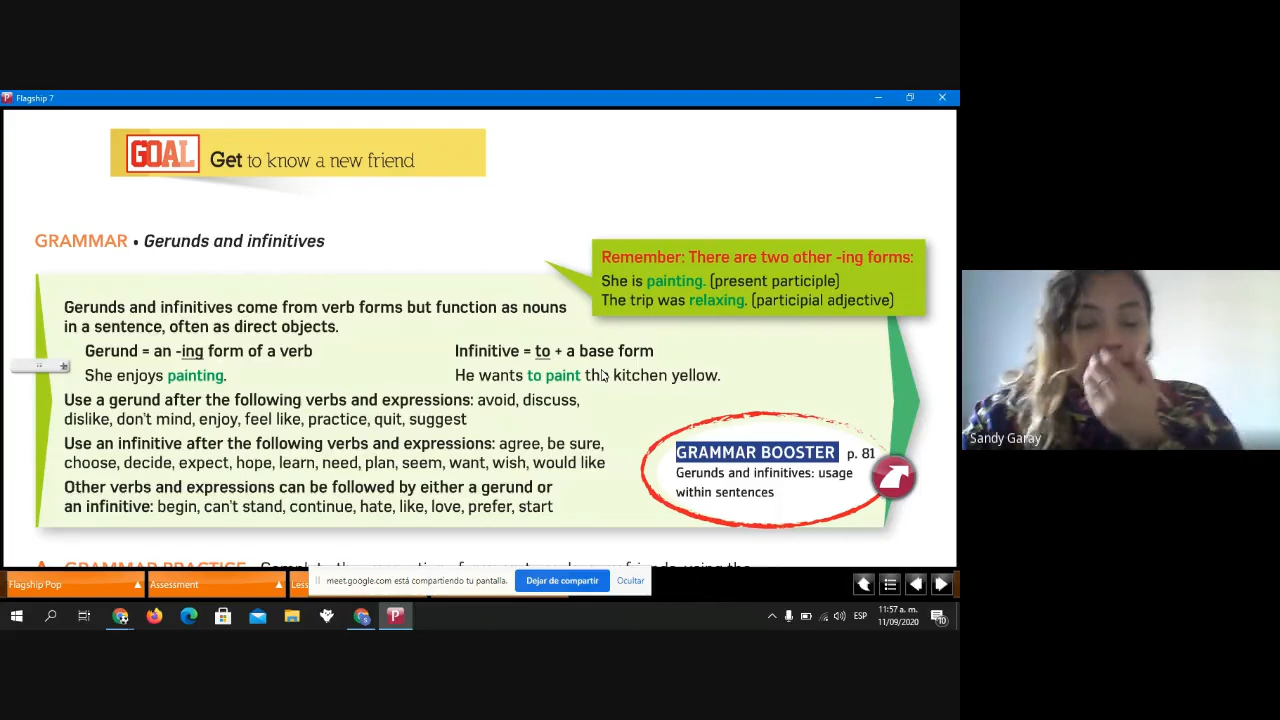 Flagship 7
GOAL Get to know a new friend
GRAMMAR • Gerunds and infinitives
Remember: There are two other -ing forms:
She is painting. (present participle)
The trip was relaxing. (participial adjective)
Gerunds and infinitives come from verb forms but function as nouns
in a sentence, often as direct objects.
Gerund = an -ing form of a verb
Infinitive = to + a base form
She enjoys painting.
He wants to paint the kitchen yellow.
Use a gerund after the following verbs and expressions: avoid, discuss,
dislike, don't mind, enjoy, feel like, practice, quit, suggest
Use an infinitive after the following verbs and expressions: agree, be sure,
choose, decide, expect, hope, learn, need, plan, seem, want, wish, would like
Other verbs and expressions can be followed by either a gerund or
an infinitive: begin, can't stand, continue, hate, like, love, prefer, start
GRAMMAR BOOSTER p. 81
Gerunds and infinitives: usage
within sentences
Sandy Garay
A GRAMMAR PRACTICE
Flagship Pop
Assessment
Less
meet.google.com está compartiendo tu pantalla.
Dejar de compartir
Ocultar
ESP
11:57 a. m.
11/09/2020
10